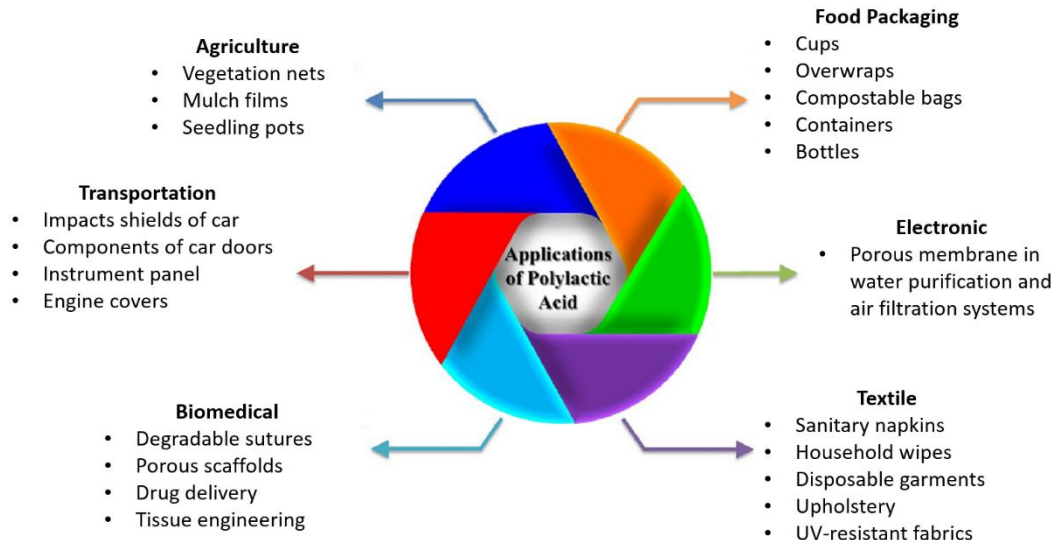 Agriculture
• Vegetation nets
• Mulch films
• Seedling pots
Food Packaging
• Cups
• Overwraps
• Compostable bags
• Containers
• Bottles
Transportation
• Impacts shields of car
• Components of car doors
• Instrument panel
• Engine covers
Applications
of Polylactic
Acid
Electronic
• Porous membrane in
water purification and
air filtration systems
Biomedical
• Degradable sutures
• Porous scaffolds
• Drug delivery
• Tissue engineering
Textile
• Sanitary napkins
• Household wipes
• Disposable garments
• Upholstery
• UV-resistant fabrics